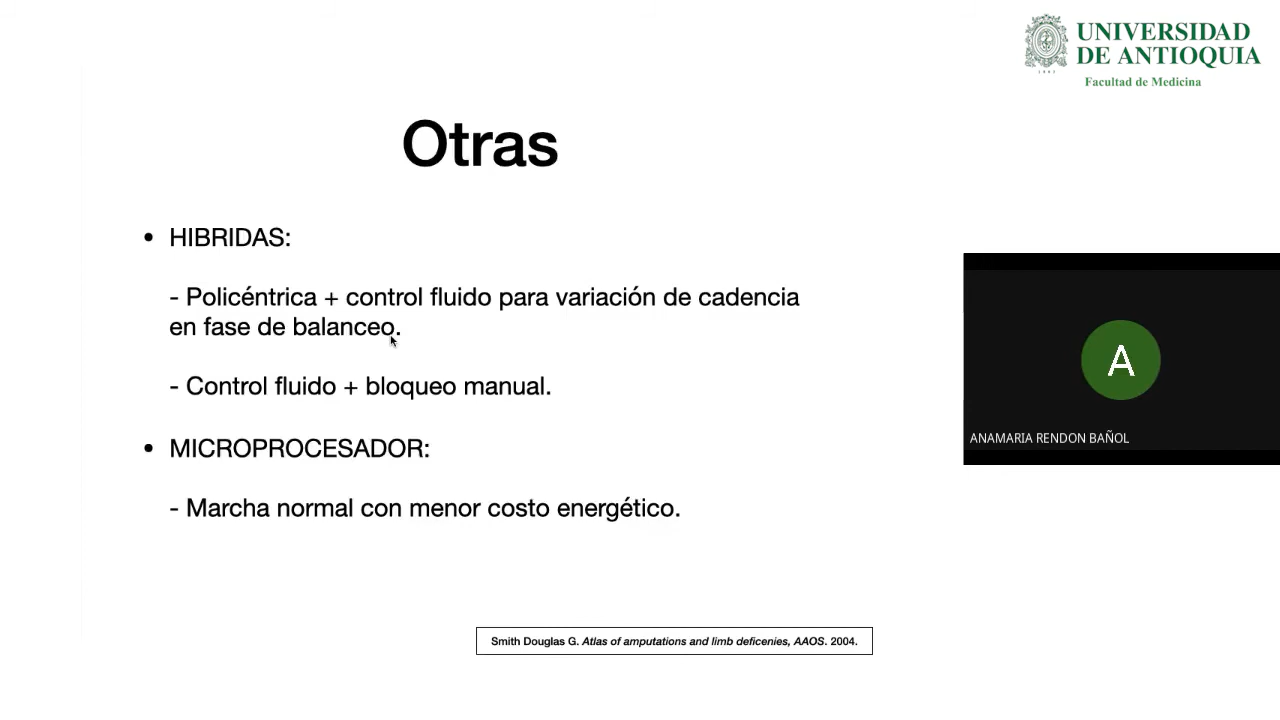 UNIVERSIDAD
DE ANTIOQUIA
1803
Facultad de Medicina
Otras
• HIBRIDAS:
- Policéntrica + control fluido para variación de cadencia
en fase de balanceo.
- Control fluido + bloqueo manual.
• MICROPROCESADOR:
- Marcha normal con menor costo energético.
A
ANAMARIA RENDON BAÑOL
Smith Douglas G. Atlas of amputations and limb deficenies, AAOS. 2004.